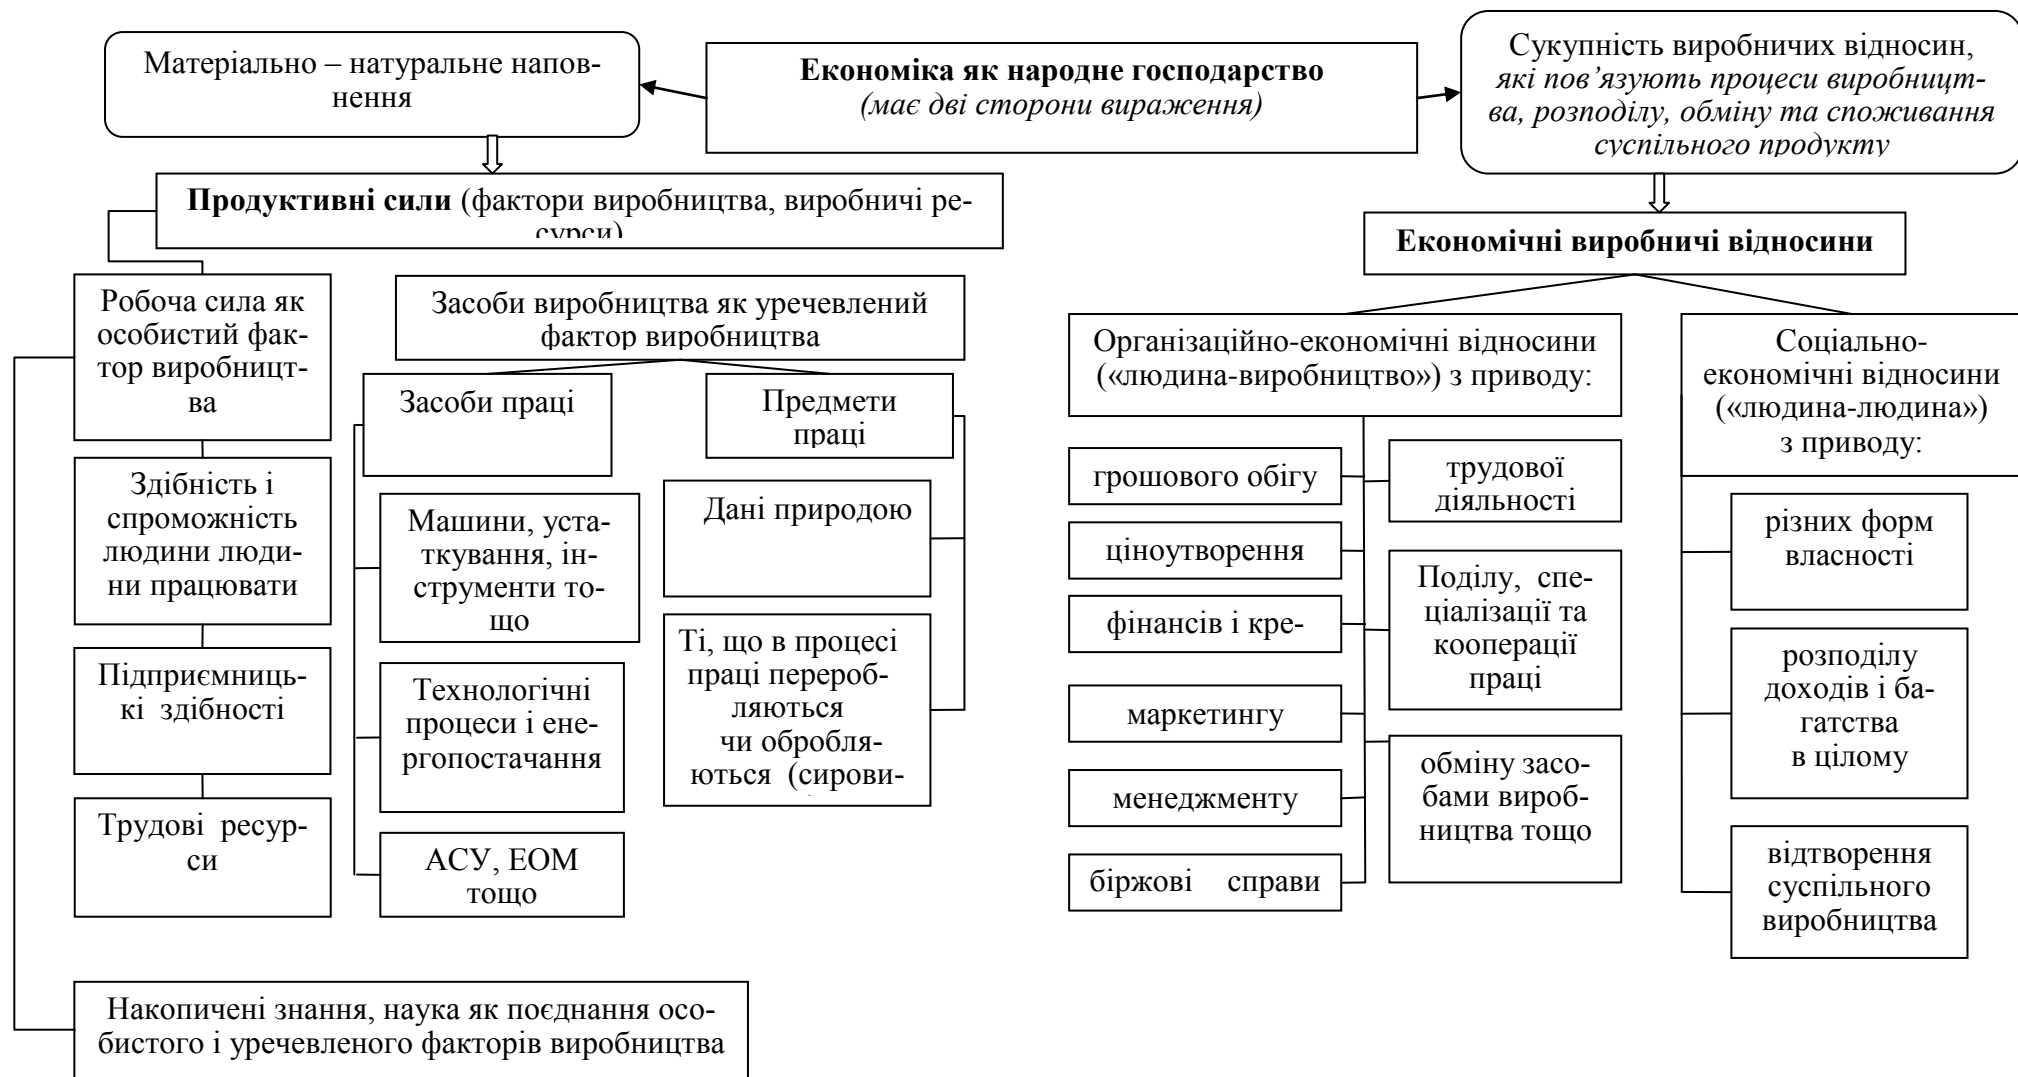 Матеріально – натуральне напов-
нення
Економіка як народне господарство
(має дві сторони вираження)
Сукупність виробничих відносин,
які пов’язують процеси виробницт-
ва, розподілу, обміну та споживання
суспільного продукту
Продуктивні сили (фактори виробництва, виробничі ре-
сурси)
Робоча сила як
особистий фак-
тор виробницт-
ва
Здібність і
спроможність
людини люди-
ни працювати
Підприємниць-
кі здібності
Трудові ресур-
си
Засоби виробництва як уречевлений
фактор виробництва
Засоби праці
Машини, уста-
ткування, ін-
струменти то-
що
Технологічні
процеси і ене-
ргопостачання
АСУ, ЕОМ
тощо
Предмети
праці
Дані природою
Ті, що в процесі
праці перероб-
ляються
чи обробля-
ються (сирови-
Накопичені знання, наука як поєднання осо-
бистого і уречевленого факторів виробництва
Економічні виробничі відносини
Організаційно-економічні відносини
(«людина-виробництво») з приводу:
грошового обігу
ціноутворення
фінансів і кре-
маркетингу
менеджменту
біржові справи
трудової
діяльності
Поділу, спе-
ціалізації та
кооперації
праці
обміну засо-
бами вироб-
ництва тощо
Соціально-
економічні відносини
(«людина-людина»)
з приводу:
різних форм
власності
розподілу
доходів і ба-
гатства
в цілому
відтворення
суспільного
виробництва